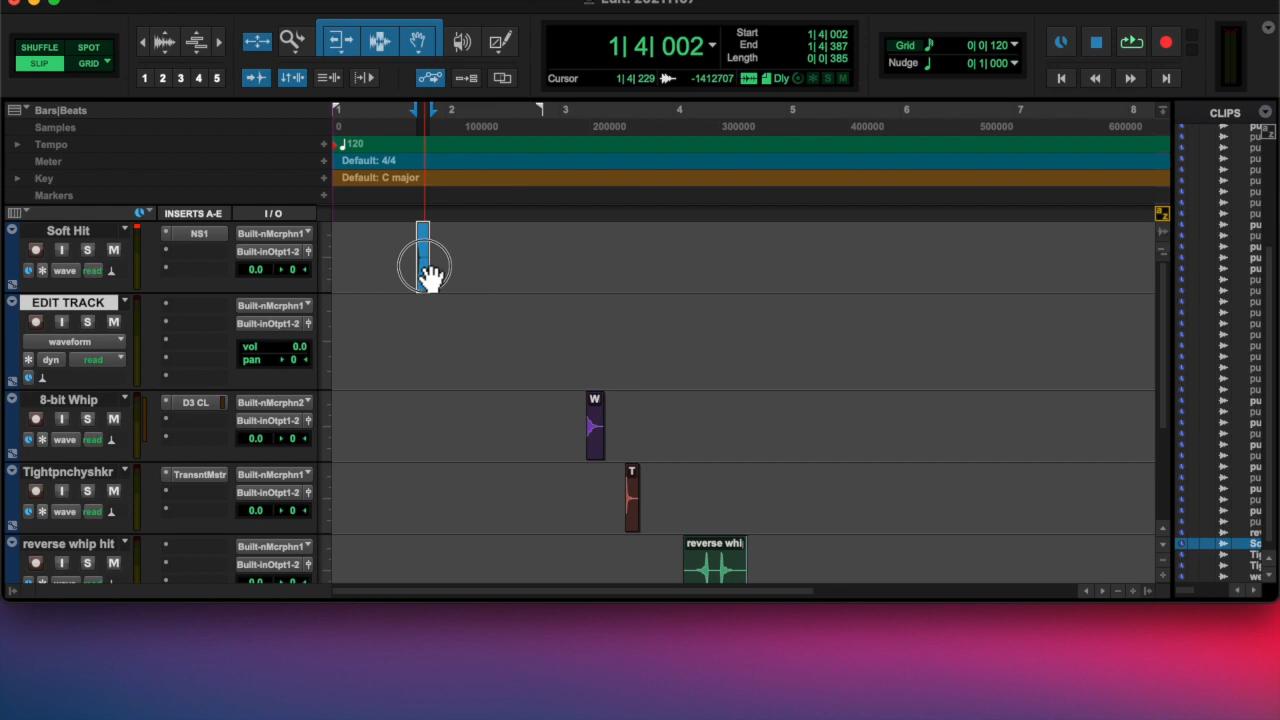 SHUFFLE SPOT
SLIP GRID
1 2 3 4 5
1| 4| 002
Start 1| 4| 002
End 1| 4| 387
Length 0| 0| 385
Cursor 1| 4| 229 -1412707 Dly S M
Grid 0| 0| 120
Nudge 0| 1| 000
Bars|Beats 1 2 3 4 5 6 7 8
Samples 0 100000 200000 300000 400000 500000 600000
Tempo 120
Meter Default: 4/4
Key Default: C major
Markers
INSERTS A-E I / O
CLIPS
Soft Hit NS1 Built-nMcrphn1
I S M Built-inOtpt1-2
wave read 0.0 0
EDIT TRACK Built-nMcrphn1
I S M Built-inOtpt1-2
waveform vol 0.0
dyn read pan 0
8-bit Whip D3 CL Built-nMcrphn2 W
I S M Built-inOtpt1-2
wave read 0.0 0
Tightpnchyshkr TransntMstr Built-nMcrphn1 T
I S M Built-inOtpt1-2
wave read 0.0 0
reverse whip hit Built-nMcrphn1 reverse whi
I S M Built-inOtpt1-2